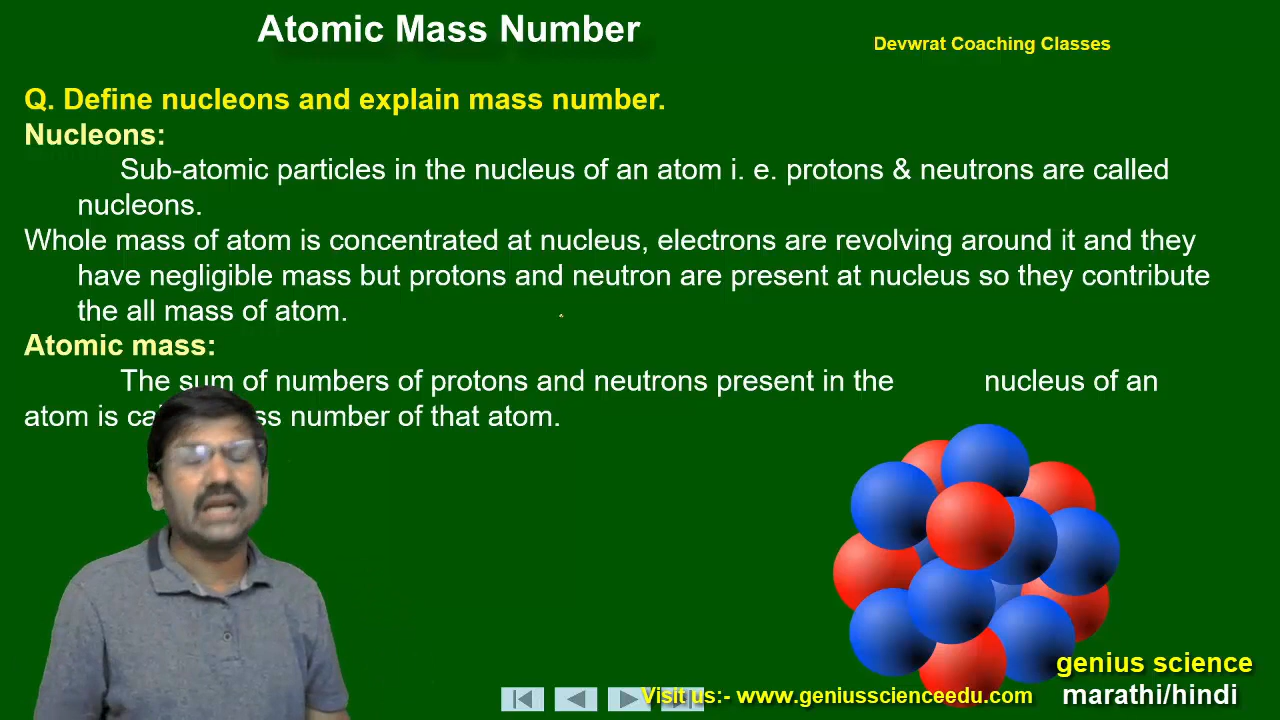 Atomic Mass Number
Devwrat Coaching Classes
Q. Define nucleons and explain mass number.
Nucleons:
Sub-atomic particles in the nucleus of an atom i. e. protons & neutrons are called
nucleons.
Whole mass of atom is concentrated at nucleus, electrons are revolving around it and they
have negligible mass but protons and neutron are present at nucleus so they contribute
the all mass of atom.
Atomic mass:
The sum of numbers of protons and neutrons present in the nucleus of an
atom is number of that atom.
genius science
Visit us:- www.geniusscienceedu.com
marathi/hindi